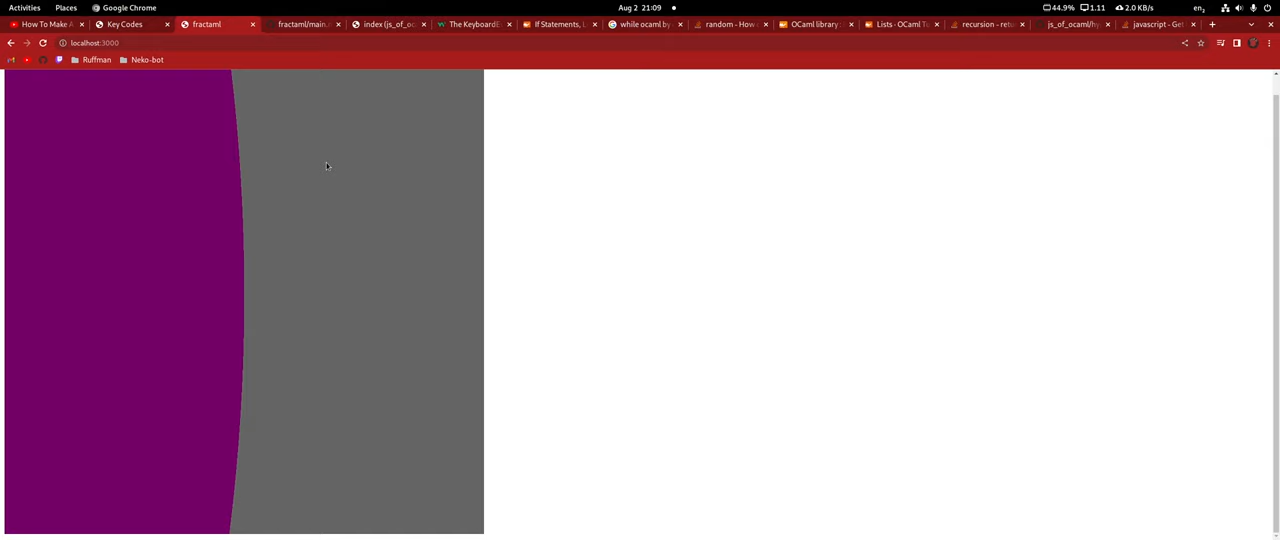 Activities Places Google Chrome Aug 2 21:09 44.9% 1.11 2.0 KB/s en₂
How To Make A Key Codes fractaml fractaml/main.m index (js_of_oc The KeyboardE If Statements, L while ocaml by random - How OCaml library : Lists - OCaml Tu recursion - retu js_of_ocaml/hy javascript - Get
localhost:3000
Ruffman Neko-bot